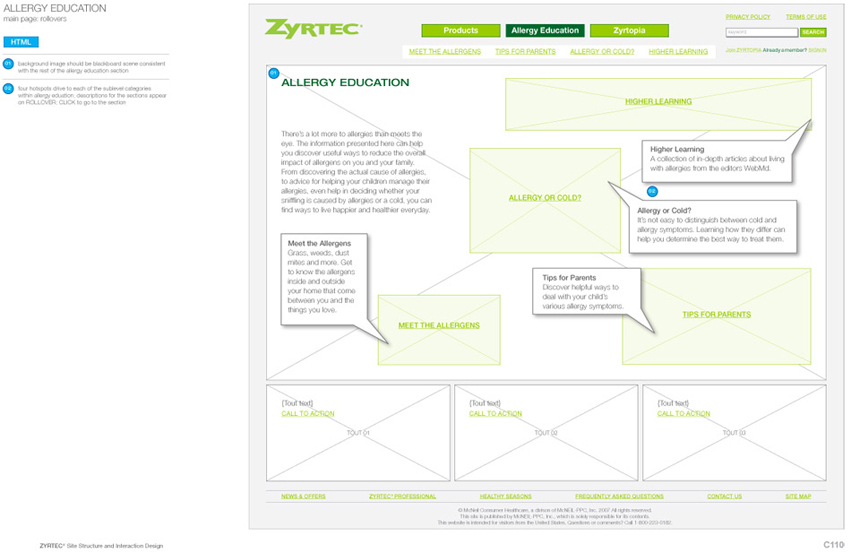 ALLERGY EDUCATION
main page: rollovers
HTML
01 background image should be blackboard scene consistent
with the rest of the allergy education section
02 four hotspots drive to each of the sublevel categories
within allergy education. descriptions for the sections appear
on ROLLOVER. CLICK to go to the section
ZYRTEC®
Products
Allergy Education
Zyrtopia
PRIVACY POLICY
TERMS OF USE
keyword
SEARCH
MEET THE ALLERGENS
TIPS FOR PARENTS
ALLERGY OR COLD?
HIGHER LEARNING
Join ZYRTOPIA Already a member? SIGN IN
01
ALLERGY EDUCATION
There's a lot more to allergies than meets the
eye. The information presented here can help
you discover useful ways to reduce the overall
impact of allergens on you and your family.
From discovering the actual cause of allergies,
to advice for helping your children manage their
allergies, even help in deciding whether your
sniffling is caused by allergies or a cold, you can
find ways to live happier and healthier everyday.
HIGHER LEARNING
Higher Learning
A collection of in-depth articles about living
with allergies from the editors WebMd.
02
ALLERGY OR COLD?
Allergy or Cold?
It's not easy to distinguish between cold and
allergy symptoms. Learning how they differ can
help you determine the best way to treat them.
Meet the Allergens
Grass, weeds, dust
mites and more. Get
to know the allergens
inside and outside
your home that come
between you and the
things you love.
MEET THE ALLERGENS
Tips for Parents
Discover helpful ways to
deal with your child's
various allergy symptoms.
TIPS FOR PARENTS
{Tout text}
CALL TO ACTION
TOUT 01
{Tout text}
CALL TO ACTION
TOUT 02
{Tout text}
CALL TO ACTION
TOUT 03
NEWS & OFFERS
ZYRTEC® PROFESSIONAL
HEALTHY SEASONS
FREQUENTLY ASKED QUESTIONS
CONTACT US
SITE MAP
© McNeil Consumer Healthcare, a division of McNEIL-PPC, Inc. 2007 All rights reserved.
This site is published by McNEIL-PPC, Inc., which is solely responsible for its contents.
This website is intended for visitors from the United States. Questions or comments? Call
ZYRTEC® Site Structure and Interaction Design
C110